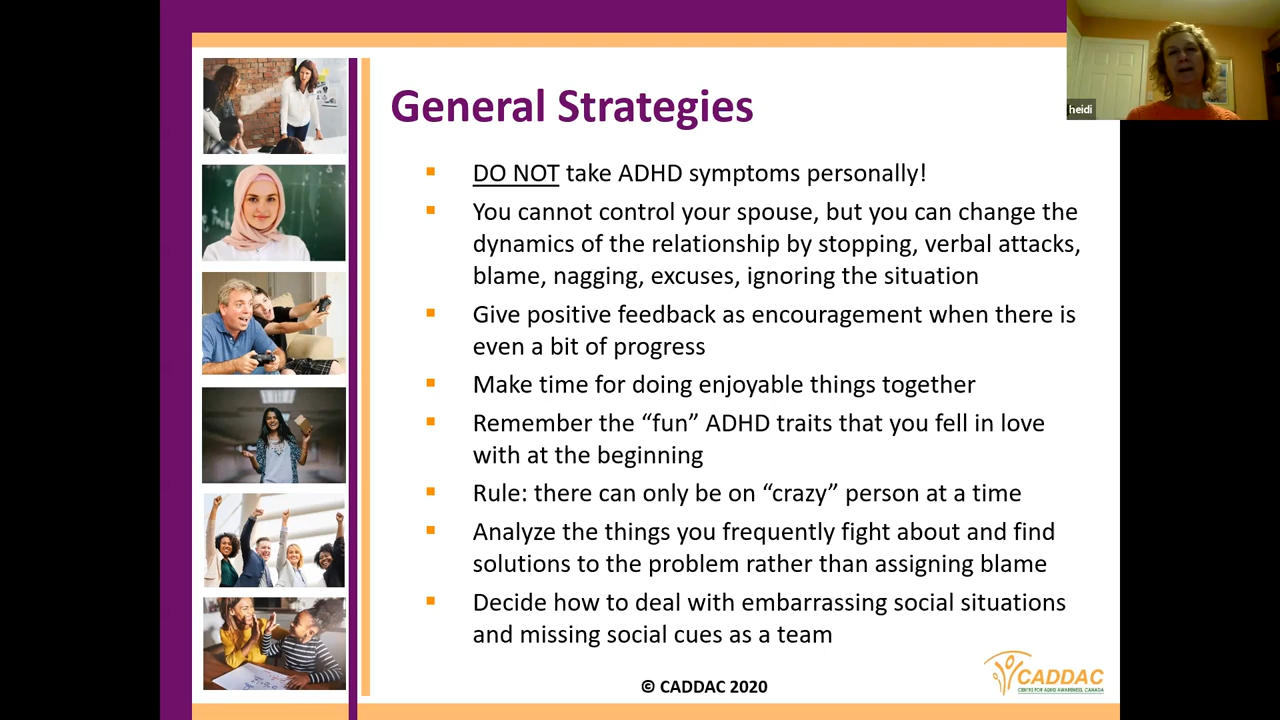 General Strategies
heidi
▪ DO NOT take ADHD symptoms personally!
▪ You cannot control your spouse, but you can change the
dynamics of the relationship by stopping, verbal attacks,
blame, nagging, excuses, ignoring the situation
▪ Give positive feedback as encouragement when there is
even a bit of progress
▪ Make time for doing enjoyable things together
▪ Remember the “fun” ADHD traits that you fell in love
with at the beginning
▪ Rule: there can only be on “crazy” person at a time
▪ Analyze the things you frequently fight about and find
solutions to the problem rather than assigning blame
▪ Decide how to deal with embarrassing social situations
and missing social cues as a team
© CADDAC 2020
CADDAC
CENTRE FOR ADHD AWARENESS, CANADA